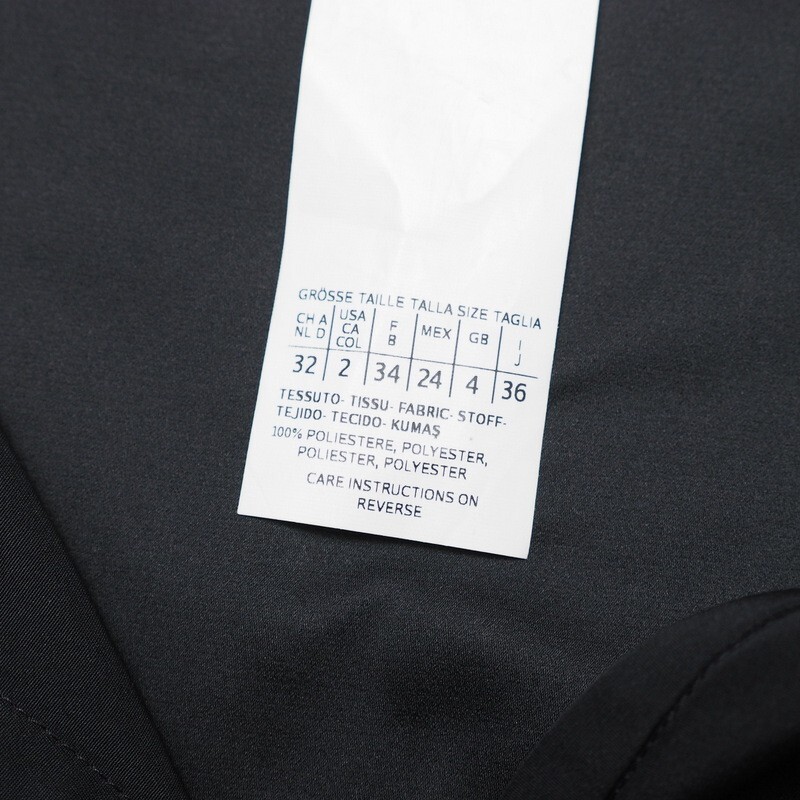 GRÖSSE TAILLE TALLA SIZE TAGLIA
CH A USA F MEX GB I
NL D CA B J
COL
32 2 34 24 4 36
TESSUTO- TISSU- FABRIC- STOFF-
TEJIDO- TECIDO- KUMAŞ
100% POLIESTERE, POLYESTER,
POLIESTER, POLYESTER
CARE INSTRUCTIONS ON
REVERSE